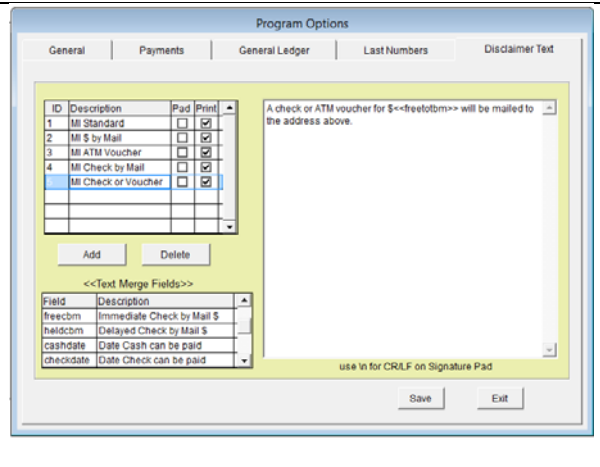 Program Options
General Payments General Ledger Last Numbers Disclaimer Text
ID Description Pad Print
1 MI Standard
2 MI $ by Mail
3 MI ATM Voucher
4 MI Check by Mail
5 MI Check or Voucher
A check or ATM voucher for $<<freetotbm>> will be mailed to
the address above.
Add Delete
<<Text Merge Fields>>
Field Description
freecbm Immediate Check by Mail $
heldcbm Delayed Check by Mail $
cashdate Date Cash can be paid
checkdate Date Check can be paid
use \n for CR/LF on Signature Pad
Save Exit